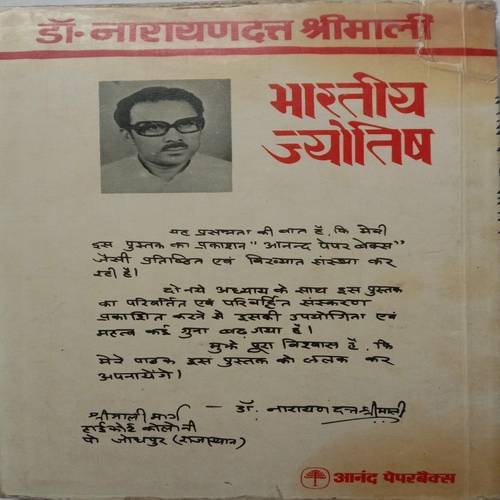 डॉ. नारायणदत्त श्रीमाली
भारतीय
ज्योतिष
यह प्रसन्नता की बात है, कि मेरी
इस पुस्तक का प्रकाशन "आनन्द पेपर बेक्स"
जैसी प्रतिष्ठित एवं विख्यात संस्था कर
रही है।
दो नये अध्याय के साथ इस पुस्तक
का परिवर्तित एवं परिवर्द्धित संस्करण
प्रकाशित करने से इसकी उपयोगिता एवं
महत्व कई गुना बढ़ गया है।
मुझे पूरा विश्वास है, कि
मेरे पाठक इस पुस्तक को ललक कर
अपनायेंगे।
— डॉ. नारायणदत्त श्रीमाली
श्रीमाली मार्ग
हाईकोर्ट कोलोनी
पो जोधपुर (राजस्थान)
आनंद पेपरबैक्स